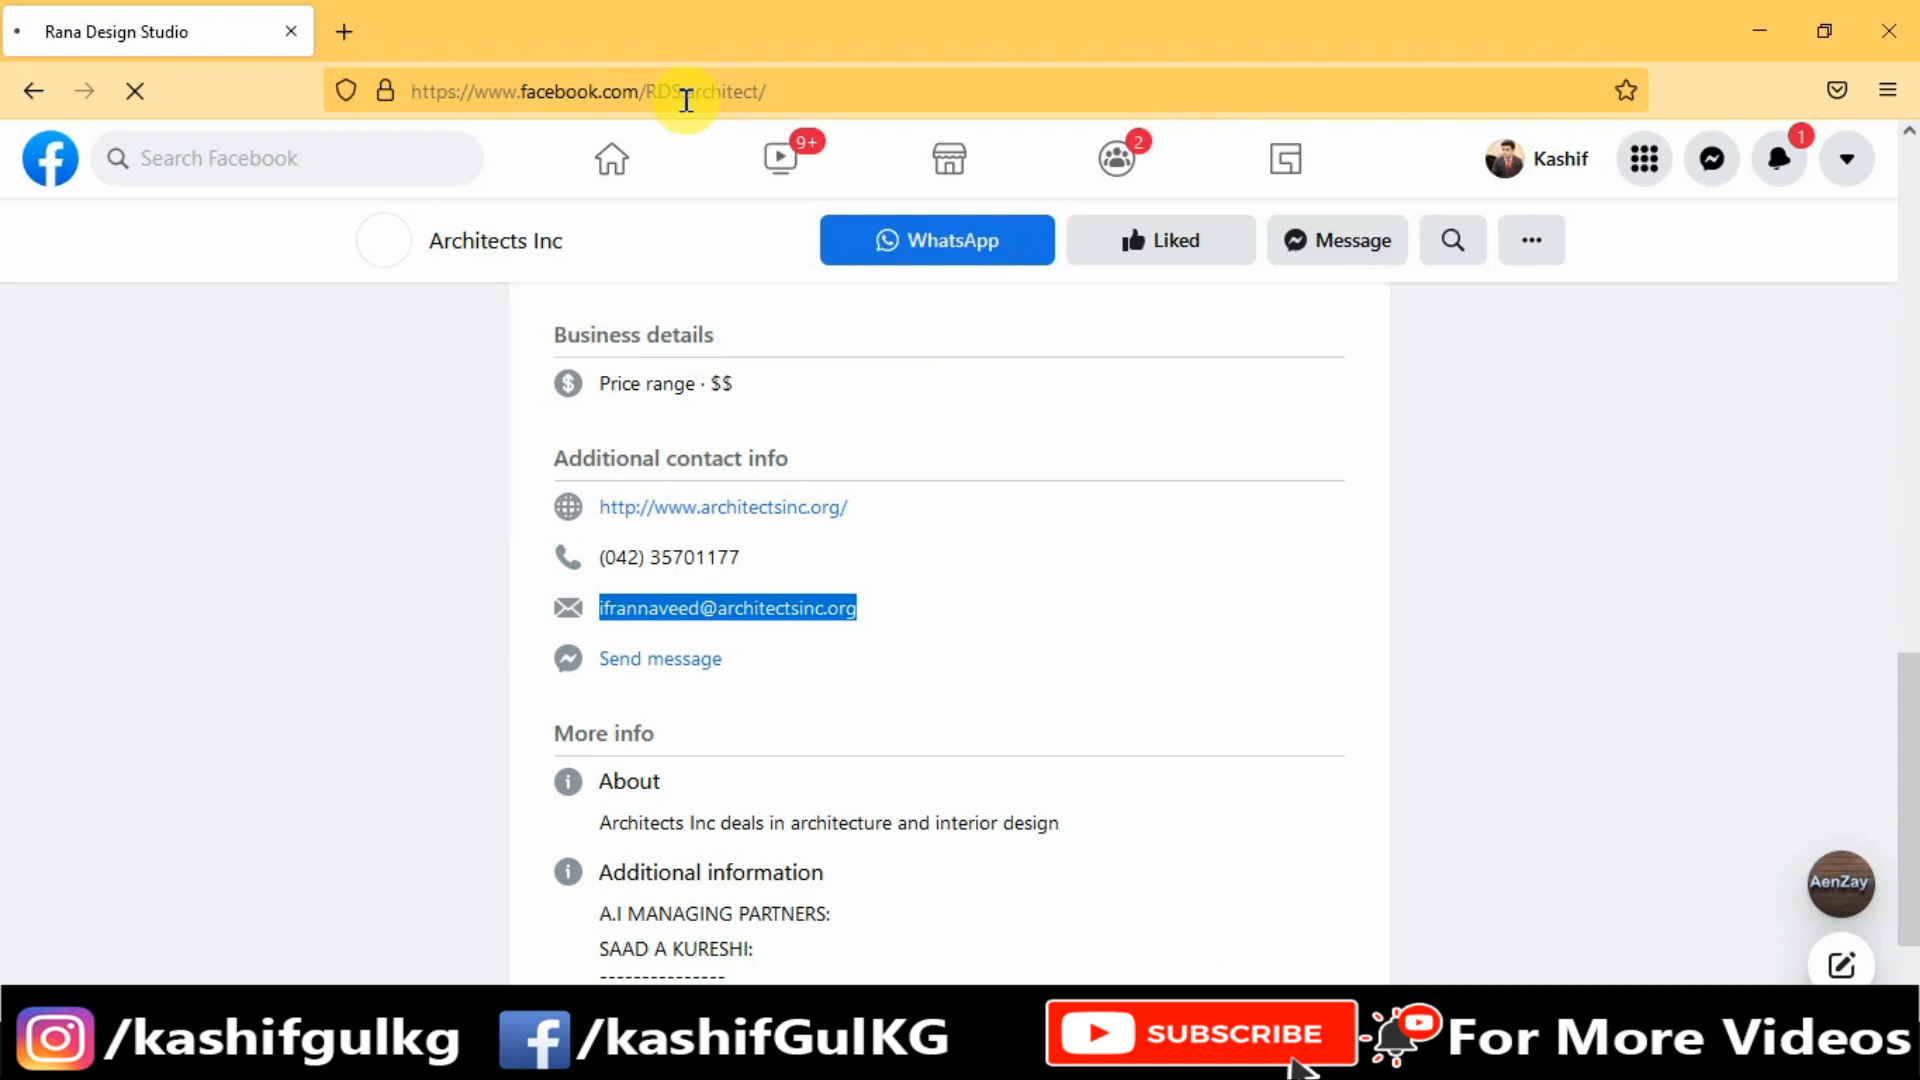 Rana Design Studio
https://www.facebook.com/RDS.architect/
Search Facebook
9+
2
Kashif
1
Architects Inc
WhatsApp
Liked
Message
Business details
Price range · $$
Additional contact info
http://www.architectsinc.org/
(042) 35701177
ifrannaveed@architectsinc.org
Send message
More info
About
Architects Inc deals in architecture and interior design
Additional information
A.I MANAGING PARTNERS:
SAAD A KURESHI:
---------------
AenZay
/kashifgulkg
/kashifGulKG
SUBSCRIBE
For More Videos